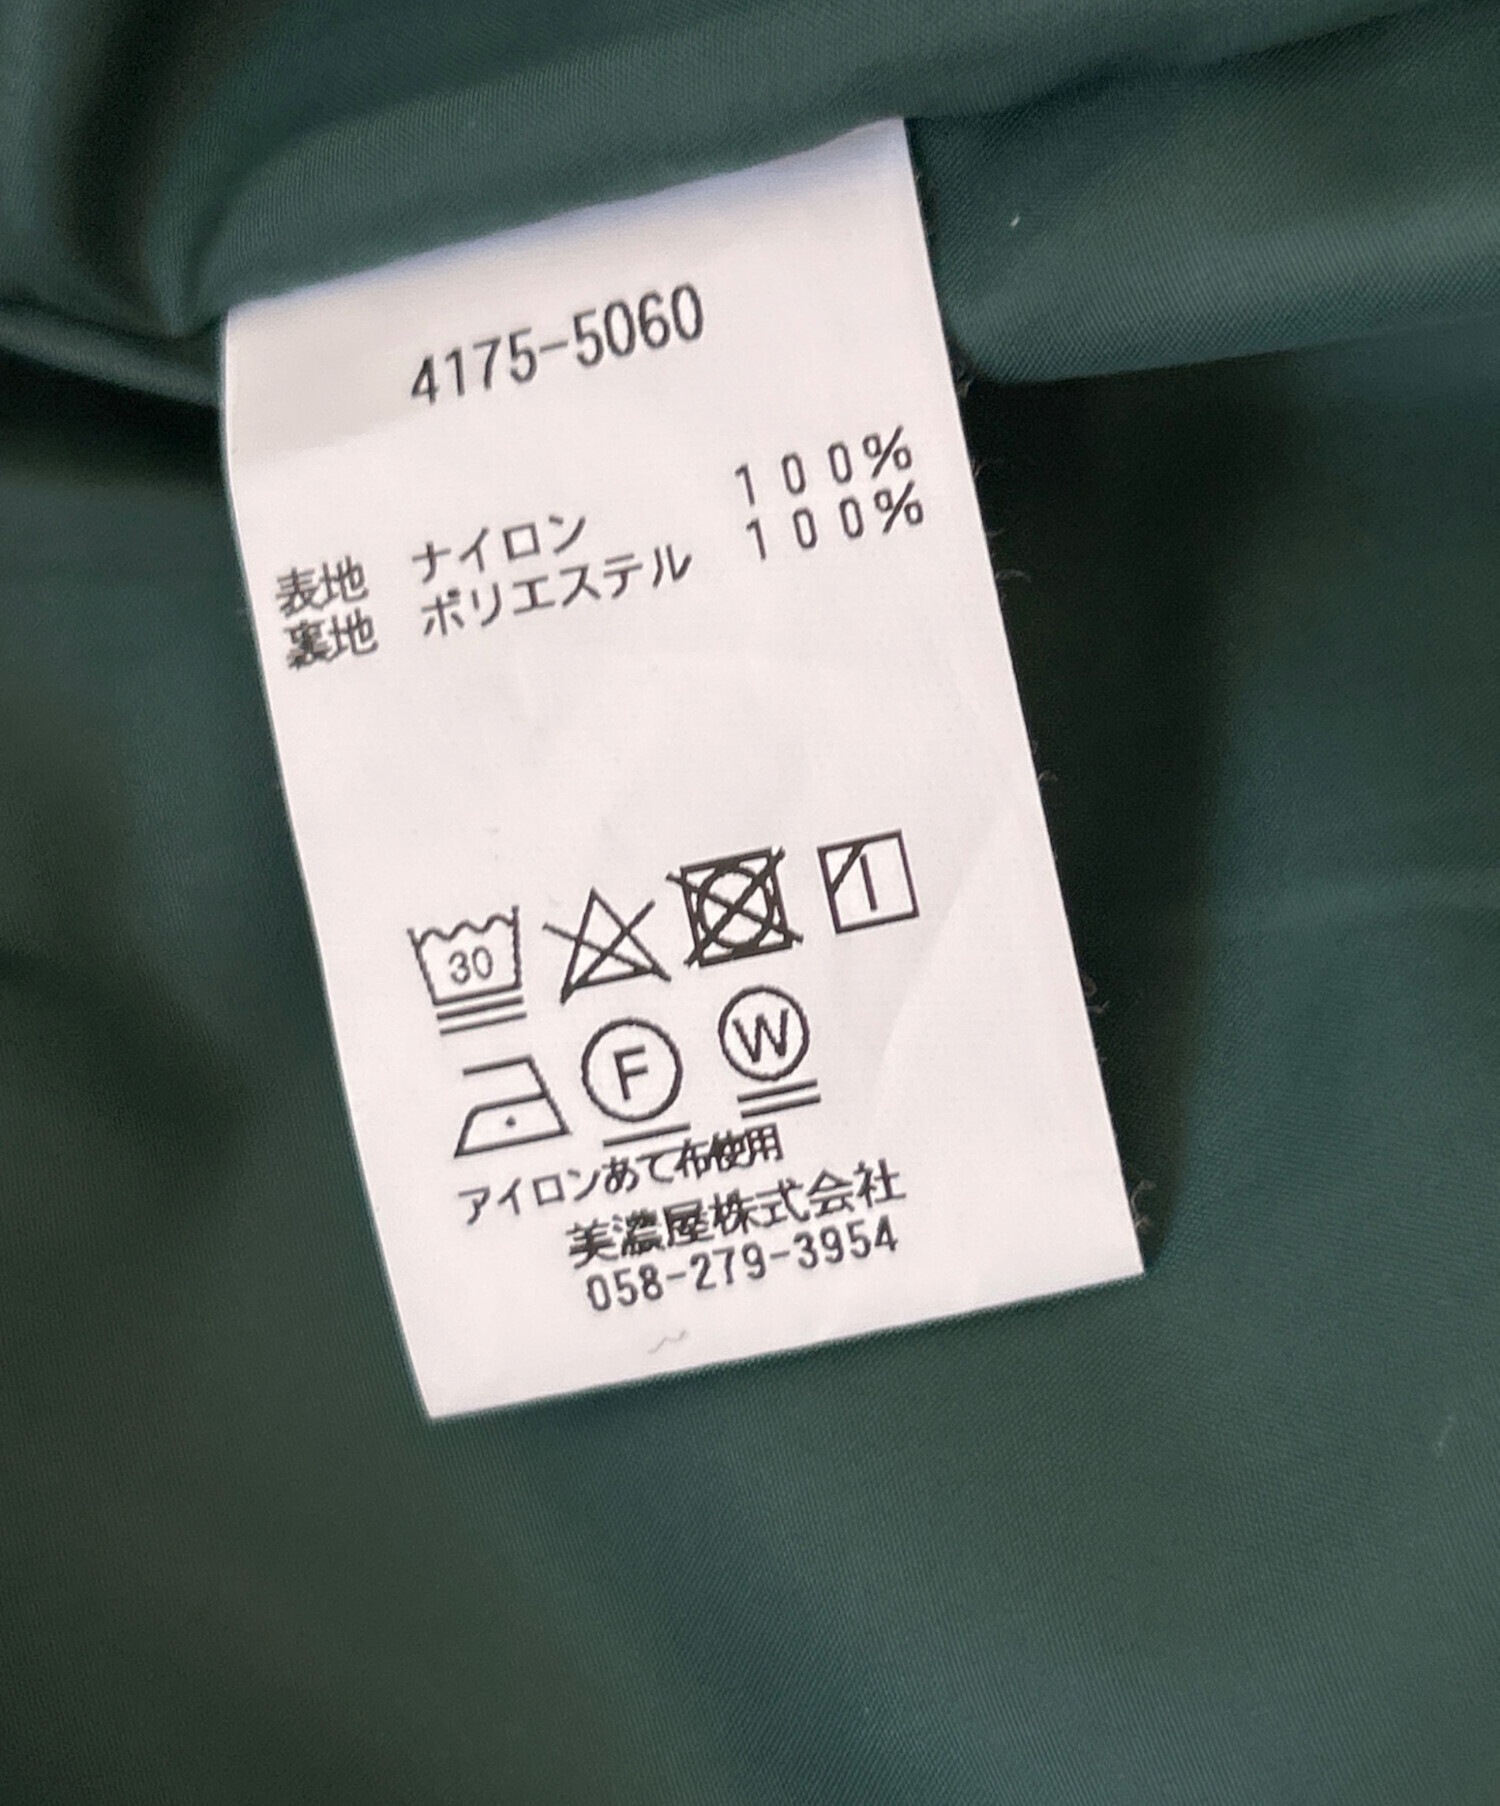 4175-5060
表地 ナイロン 100%
裏地 ポリエステル 100%
30
F W
アイロンあて布使用
美濃屋株式会社
058-279-3954